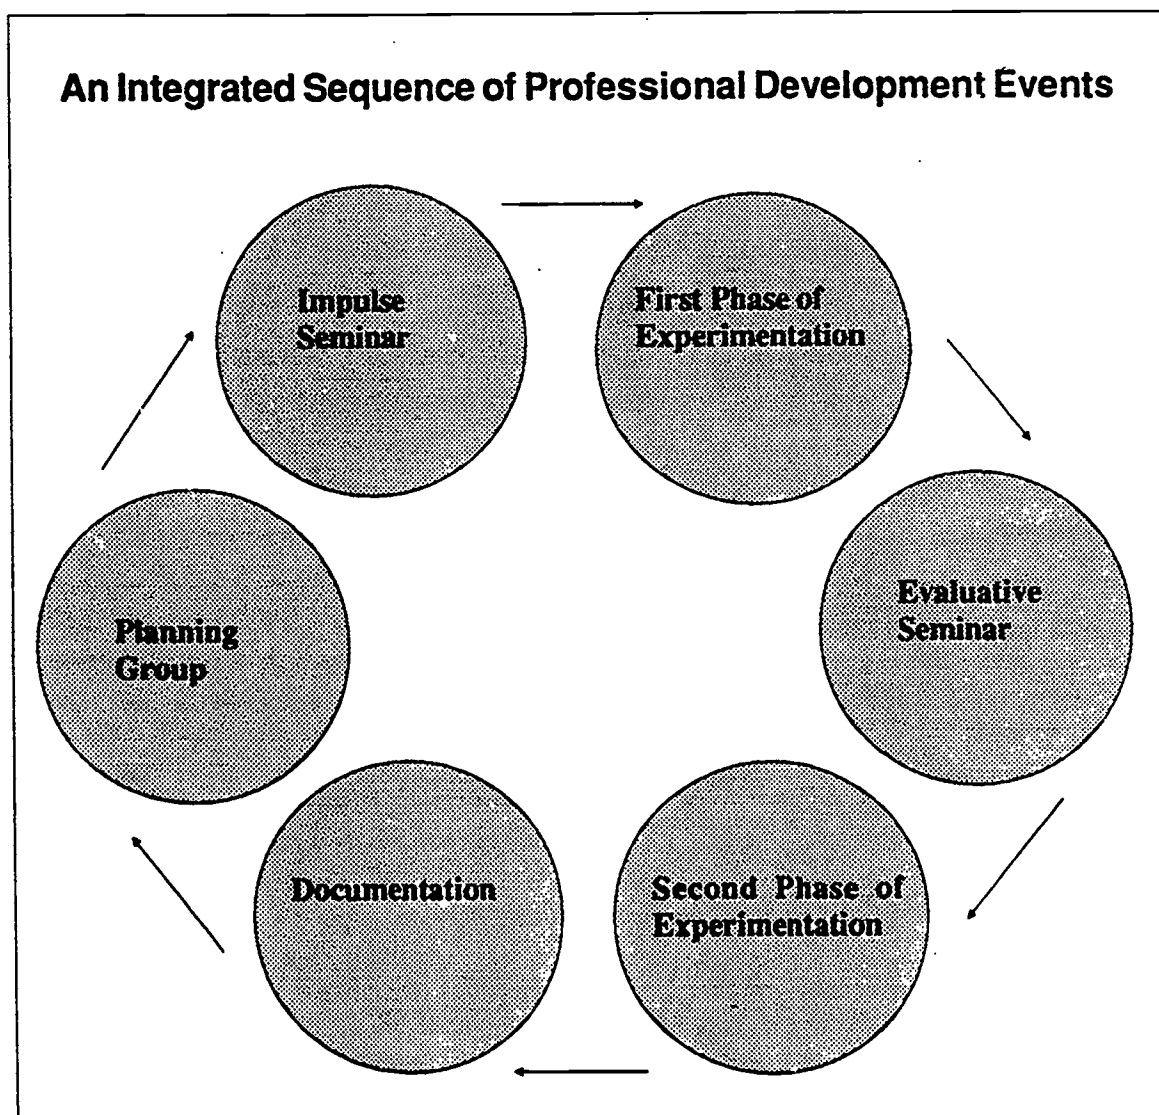 An Integrated Sequence of Professional Development Events
Impulse
Seminar
First Phase of
Experimentation
Evaluative
Seminar
Second Phase of
Experimentation
Documentation
Planning
Group